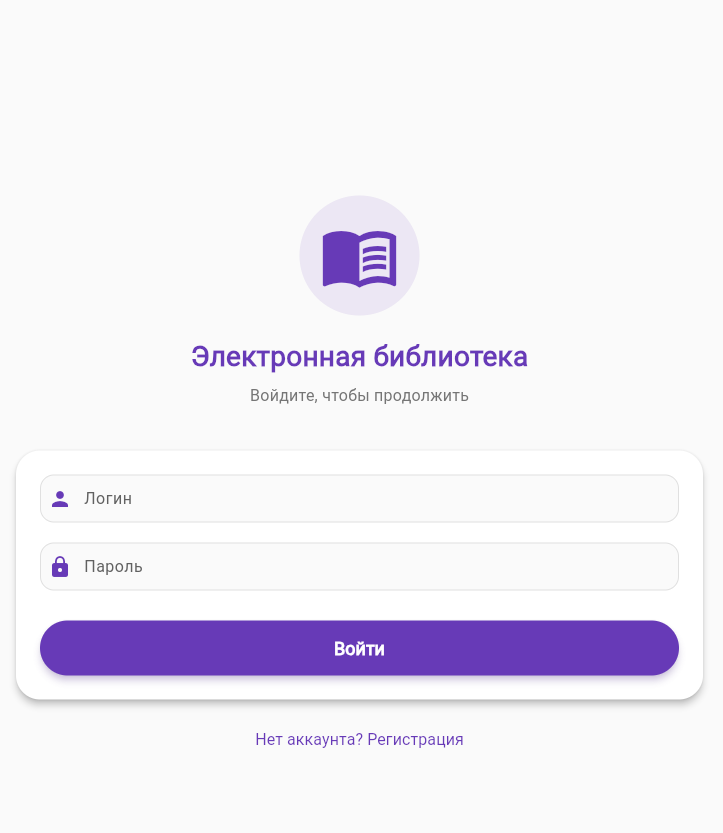 Электронная библиотека
Войдите, чтобы продолжить
Логин
Пароль
Войти
Нет аккаунта? Регистрация